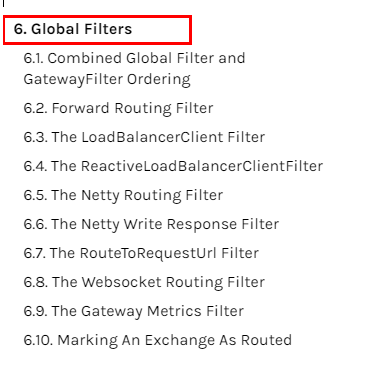 6. Global Filters
6.1. Combined Global Filter and
GatewayFilter Ordering
6.2. Forward Routing Filter
6.3. The LoadBalancerClient Filter
6.4. The ReactiveLoadBalancerClientFilter
6.5. The Netty Routing Filter
6.6. The Netty Write Response Filter
6.7. The RouteToRequestUrl Filter
6.8. The Websocket Routing Filter
6.9. The Gateway Metrics Filter
6.10. Marking An Exchange As Routed